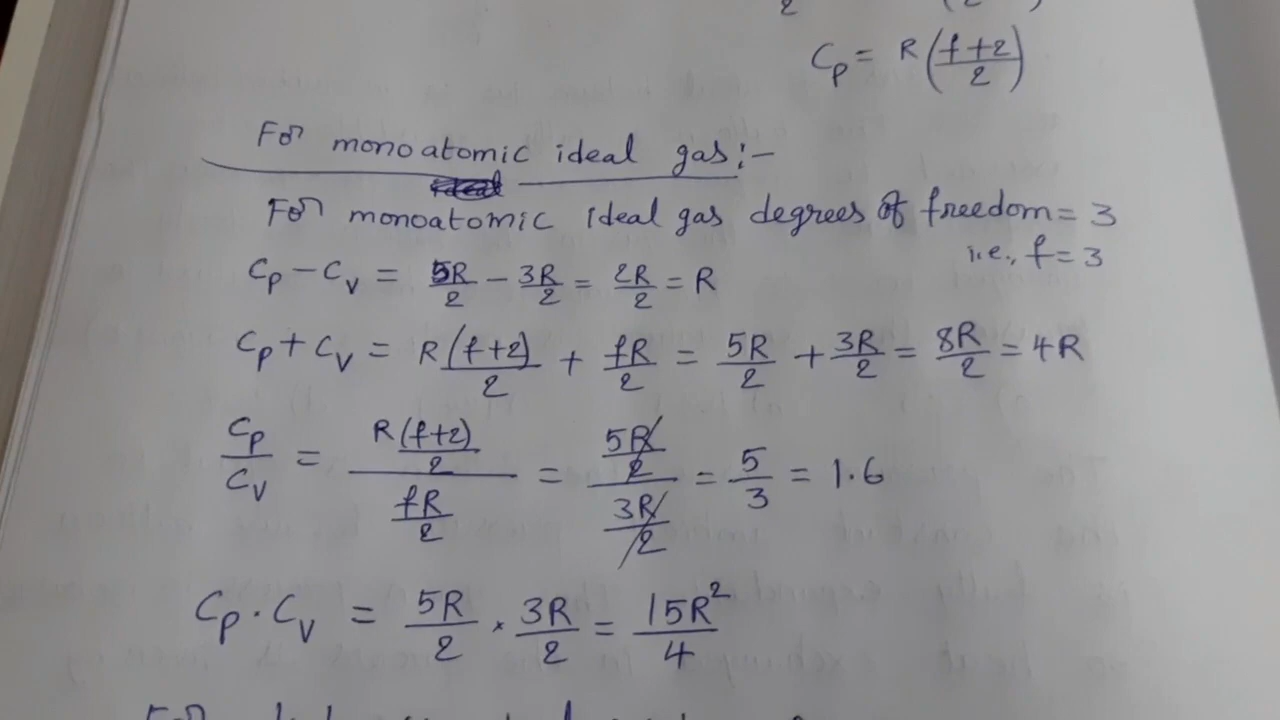 Cp = R(f+2/2)
For monoatomic ideal gas:-
For monoatomic ideal gas degrees of freedom = 3
i.e., f = 3
Cp - Cv = 5R/2 - 3R/2 = 2R/2 = R
Cp + Cv = R(f+2)/2 + fR/2 = 5R/2 + 3R/2 = 8R/2 = 4R
Cp/Cv = R(f+2)/2 / fR/2 = 5R/2 / 3R/2 = 5/3 = 1.6
Cp . Cv = 5R/2 × 3R/2 = 15R²/4